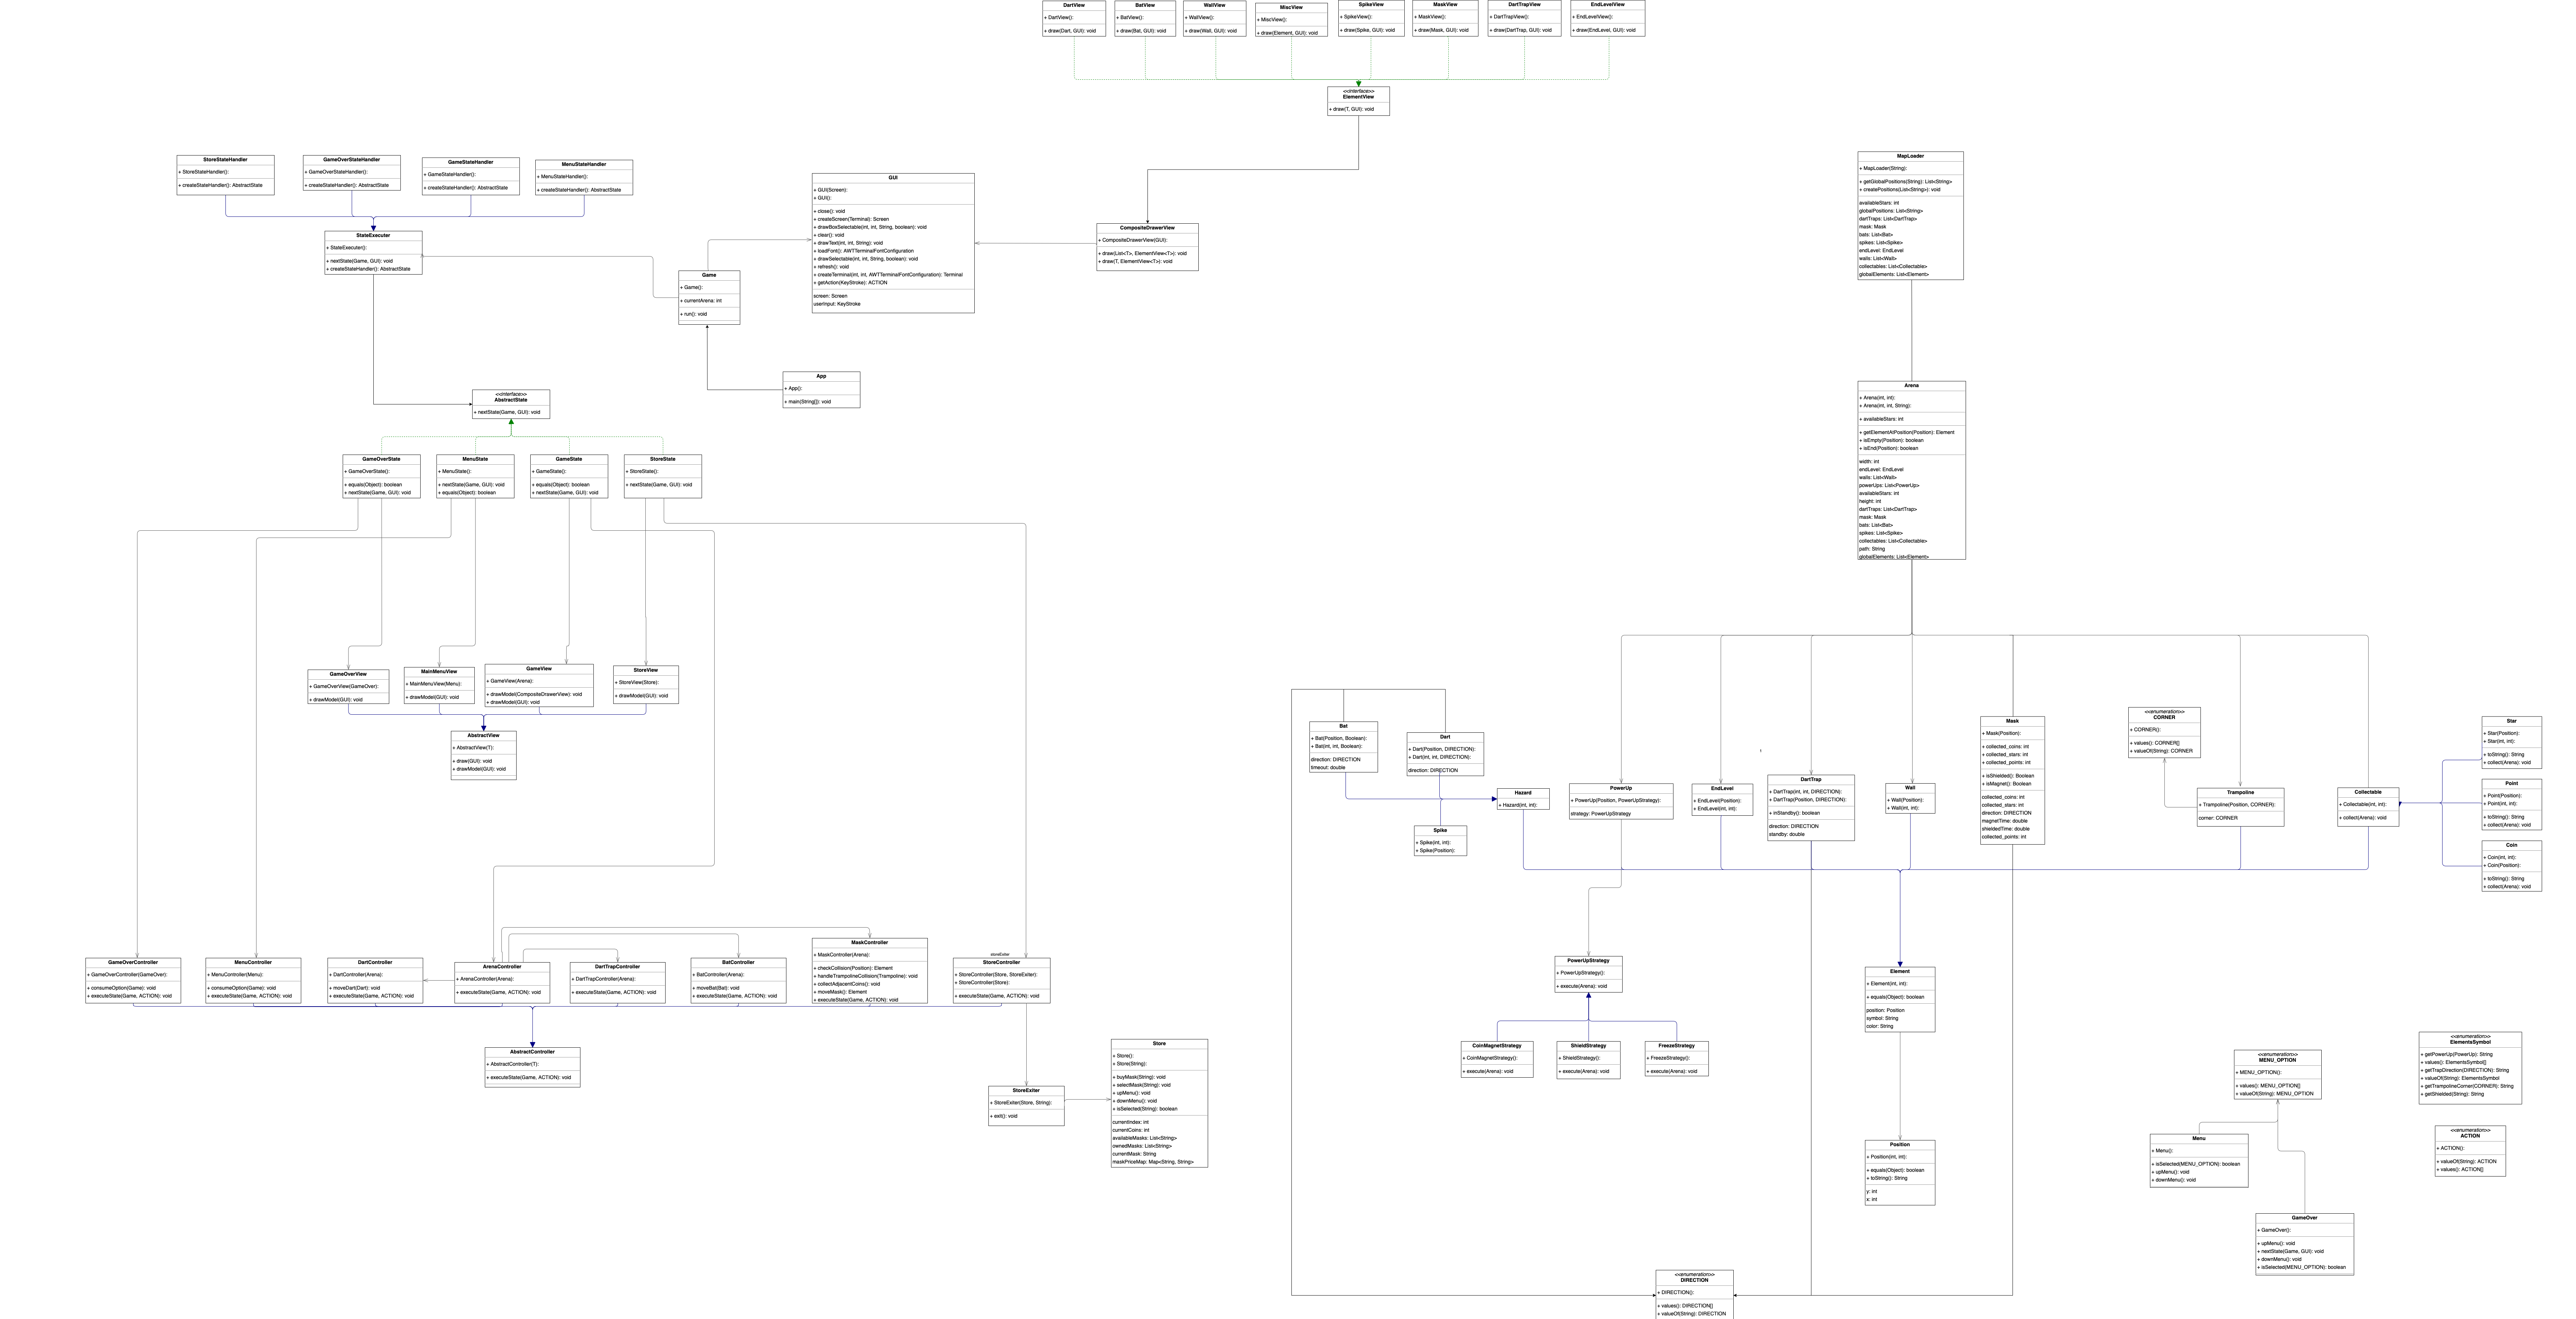 DartView
+ DartView():
+ draw(Dart, GUI): void
BatView
+ BatView():
+ draw(Bat, GUI): void
WallView
+ WallView():
+ draw(Wall, GUI): void
MiscView
+ MiscView():
+ draw(Element, GUI): void
SpikeView
+ SpikeView():
+ draw(Spike, GUI): void
MaskView
+ MaskView():
+ draw(Mask, GUI): void
DartTrapView
+ DartTrapView():
+ draw(DartTrap, GUI): void
EndLevelView
+ EndLevelView():
+ draw(EndLevel, GUI): void
<<interface>>
ElementView
+ draw(T, GUI): void
StoreStateHandler
+ StoreStateHandler():
+ createStateHandler(): AbstractState
GameOverStateHandler
+ GameOverStateHandler():
+ createStateHandler(): AbstractState
GameStateHandler
+ GameStateHandler():
+ createStateHandler(): AbstractState
MenuStateHandler
+ MenuStateHandler():
+ createStateHandler(): AbstractState
StateExecuter
+ StateExecuter():
+ nextState(Game, GUI): void
+ createStateHandler(): AbstractState
GUI
+ GUI(Screen):
+ GUI():
+ close(): void
+ createScreen(Terminal): Screen
+ drawBoxSelectable(int, int, String, boolean): void
+ clear(): void
+ drawText(int, int, String): void
+ loadFont(): AWTTerminalFontConfiguration
+ drawSelectable(int, int, String, boolean): void
+ refresh(): void
+ createTerminal(int, int, AWTTerminalFontConfiguration): Terminal
+ getAction(KeyStroke): ACTION
screen: Screen
userInput: KeyStroke
CompositeDrawerView
+ CompositeDrawerView(GUI):
+ draw(List<T>, ElementView<T>): void
+ draw(T, ElementView<T>): void
Game
+ Game():
+ currentArena: int
+ run(): void
App
+ App():
+ main(String[]): void
MapLoader
+ MapLoader(String):
+ getGlobalPositions(String): List<String>
+ createPositions(List<String>): void
availableStars: int
globalPositions: List<String>
dartTraps: List<DartTrap>
mask: Mask
bats: List<Bat>
spikes: List<Spike>
endLevel: EndLevel
walls: List<Wall>
collectables: List<Collectable>
globalElements: List<Element>
Arena
+ Arena(int, int):
+ Arena(int, int, String):
+ availableStars: int
+ getElementAtPosition(Position): Element
+ isEmpty(Position): boolean
+ isEnd(Position): boolean
width: int
endLevel: EndLevel
walls: List<Wall>
powerUps: List<PowerUp>
availableStars: int
height: int
dartTraps: List<DartTrap>
mask: Mask
bats: List<Bat>
spikes: List<Spike>
collectables: List<Collectable>
path: String
globalElements: List<Element>
<<interface>>
AbstractState
+ nextState(Game, GUI): void
GameOverState
+ GameOverState():
+ equals(Object): boolean
+ nextState(Game, GUI): void
MenuState
+ MenuState():
+ nextState(Game, GUI): void
+ equals(Object): boolean
GameState
+ GameState():
+ equals(Object): boolean
+ nextState(Game, GUI): void
StoreState
+ StoreState():
+ nextState(Game, GUI): void
GameOverView
+ GameOverView(GameOver):
+ drawModel(GUI): void
MainMenuView
+ MainMenuView(Menu):
+ drawModel(GUI): void
GameView
+ GameView(Arena):
+ drawModel(CompositeDrawerView): void
+ drawModel(GUI): void
StoreView
+ StoreView(Store):
+ drawModel(GUI): void
AbstractView
+ AbstractView(T):
+ draw(GUI): void
+ drawModel(GUI): void
Bat
+ Bat(Position, Boolean):
+ Bat(int, int, Boolean):
direction: DIRECTION
timeout: double
Dart
+ Dart(Position, DIRECTION):
+ Dart(int, int, DIRECTION):
direction: DIRECTION
Hazard
+ Hazard(int, int):
Spike
+ Spike(int, int):
+ Spike(Position):
PowerUp
+ PowerUp(Position, PowerUpStrategy):
strategy: PowerUpStrategy
EndLevel
+ EndLevel(Position):
+ EndLevel(int, int):
DartTrap
+ DartTrap(int, int, DIRECTION):
+ DartTrap(Position, DIRECTION):
+ inStandby(): boolean
direction: DIRECTION
standby: double
Wall
+ Wall(Position):
+ Wall(int, int):
Mask
+ Mask(Position):
+ collected_coins: int
+ collected_stars: int
+ collected_points: int
+ isShielded(): Boolean
+ isMagnet(): Boolean
collected_coins: int
collected_stars: int
direction: DIRECTION
magnetTime: double
shieldedTime: double
collected_points: int
<<enumeration>>
CORNER
+ CORNER():
+ values(): CORNER[]
+ valueOf(String): CORNER
Trampoline
+ Trampoline(Position, CORNER):
corner: CORNER
Collectable
+ Collectable(int, int):
+ collect(Arena): void
Star
+ Star(Position):
+ Star(int, int):
+ toString(): String
+ collect(Arena): void
Point
+ Point(Position):
+ Point(int, int):
+ toString(): String
+ collect(Arena): void
Coin
+ Coin(int, int):
+ Coin(Position):
+ toString(): String
+ collect(Arena): void
GameOverController
+ GameOverController(GameOver):
+ consumeOption(Game): void
+ executeState(Game, ACTION): void
MenuController
+ MenuController(Menu):
+ consumeOption(Game): void
+ executeState(Game, ACTION): void
DartController
+ DartController(Arena):
+ moveDart(Dart): void
+ executeState(Game, ACTION): void
ArenaController
+ ArenaController(Arena):
+ executeState(Game, ACTION): void
DartTrapController
+ DartTrapController(Arena):
+ executeState(Game, ACTION): void
BatController
+ BatController(Arena):
+ moveBat(Bat): void
+ executeState(Game, ACTION): void
MaskController
+ MaskController(Arena):
+ checkCollision(Position): Element
+ handleTrampolineCollision(Trampoline): void
+ collectAdjacentCoins(): void
+ moveMask(): Element
+ executeState(Game, ACTION): void
storeExiter
StoreController
+ StoreController(Store, StoreExiter):
+ StoreController(Store):
+ executeState(Game, ACTION): void
AbstractController
+ AbstractController(T):
+ executeState(Game, ACTION): void
StoreExiter
+ StoreExiter(Store, String):
+ exit(): void
Store
+ Store():
+ Store(String):
+ buyMask(String): void
+ selectMask(String): void
+ upMenu(): void
+ downMenu(): void
+ isSelected(String): boolean
currentIndex: int
currentCoins: int
availableMasks: List<String>
ownedMasks: List<String>
currentMask: String
maskPriceMap: Map<String, String>
PowerUpStrategy
+ PowerUpStrategy():
+ execute(Arena): void
CoinMagnetStrategy
+ CoinMagnetStrategy():
+ execute(Arena): void
ShieldStrategy
+ ShieldStrategy():
+ execute(Arena): void
FreezeStrategy
+ FreezeStrategy():
+ execute(Arena): void
Element
+ Element(int, int):
+ equals(Object): boolean
position: Position
symbol: String
color: String
Position
+ Position(int, int):
+ equals(Object): boolean
+ toString(): String
y: int
x: int
<<enumeration>>
MENU_OPTION
+ MENU_OPTION():
+ values(): MENU_OPTION[]
+ valueOf(String): MENU_OPTION
<<enumeration>>
ElementsSymbol
+ getPowerUp(PowerUp): String
+ values(): ElementsSymbol[]
+ getTrapDirection(DIRECTION): String
+ valueOf(String): ElementsSymbol
+ getTrampolineCorner(CORNER): String
+ getShielded(String): String
<<enumeration>>
ACTION
+ ACTION():
+ valueOf(String): ACTION
+ values(): ACTION[]
Menu
+ Menu():
+ isSelected(MENU_OPTION): boolean
+ upMenu(): void
+ downMenu(): void
GameOver
+ GameOver():
+ upMenu(): void
+ nextState(Game, GUI): void
+ downMenu(): void
+ isSelected(MENU_OPTION): boolean
<<enumeration>>
DIRECTION
+ DIRECTION():
+ values(): DIRECTION[]
+ valueOf(String): DIRECTION